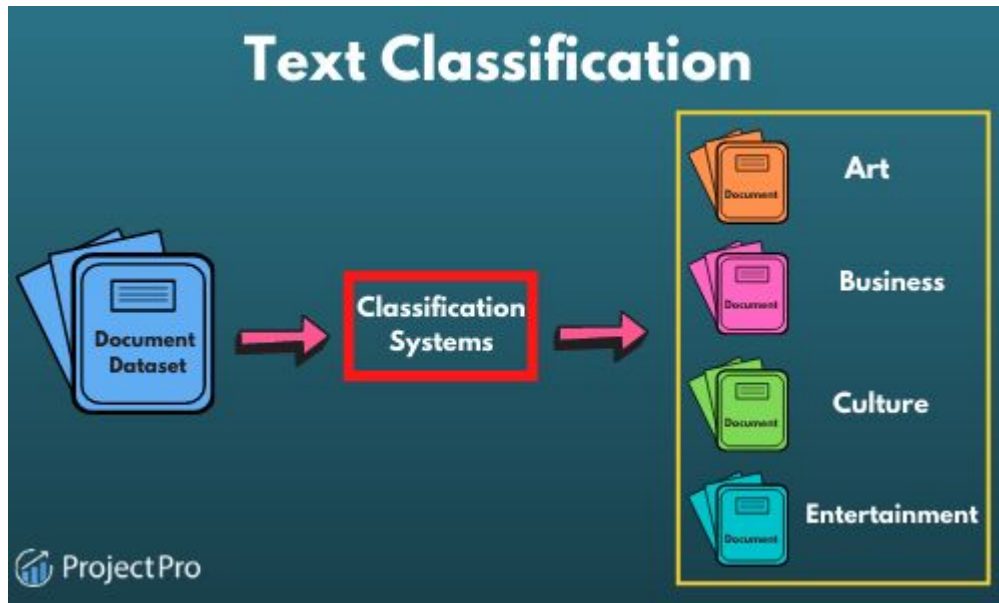 Text Classification
Document
Dataset
Classification
Systems
Document
Art
Document
Business
Document
Culture
Document
Entertainment
ProjectPro